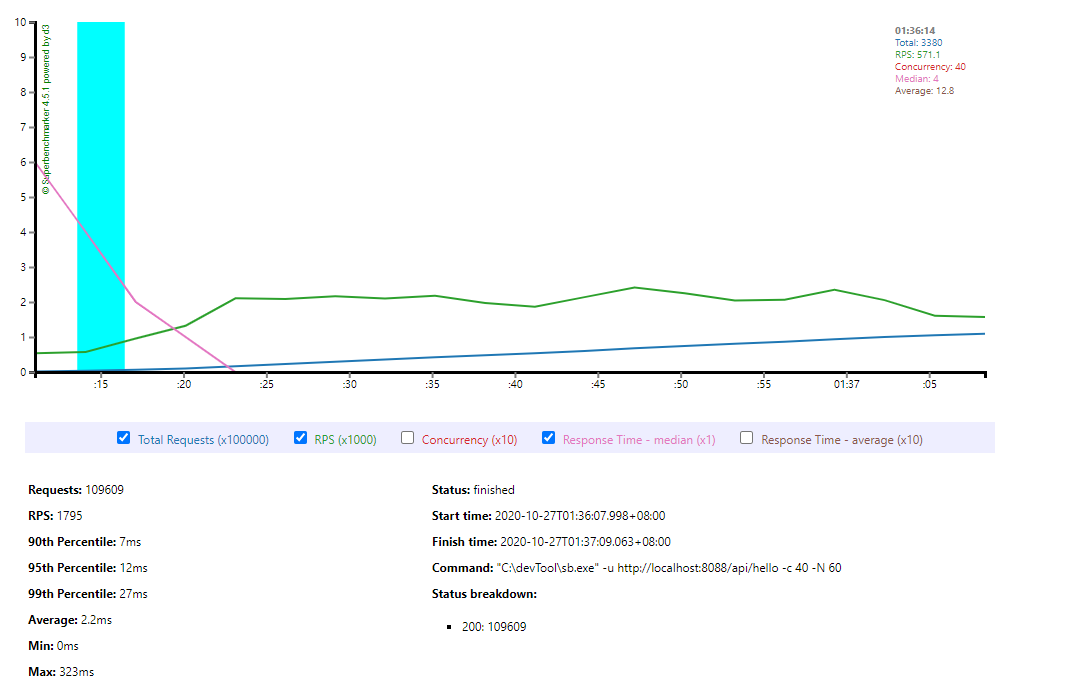 10
9
8
7
6
5
4
3
2
1
0
© Superbenchmarker 4.5.1 powered by d3
01:36:14
Total: 3380
RPS: 571.1
Concurrency: 40
Median: 4
Average: 12.8
:15 :20 :25 :30 :35 :40 :45 :50 :55 01:37 :05
Total Requests (x100000) RPS (x1000) Concurrency (x10) Response Time - median (x1) Response Time - average (x10)
Requests: 109609
RPS: 1795
90th Percentile: 7ms
95th Percentile: 12ms
99th Percentile: 27ms
Average: 2.2ms
Min: 0ms
Max: 323ms
Status: finished
Start time: 2020-10-27T01:36:07.998+08:00
Finish time: 2020-10-27T01:37:09.063+08:00
Command: "C:\devTool\sb.exe" -u http://localhost:8088/api/hello -c 40 -N 60
Status breakdown:
200: 109609